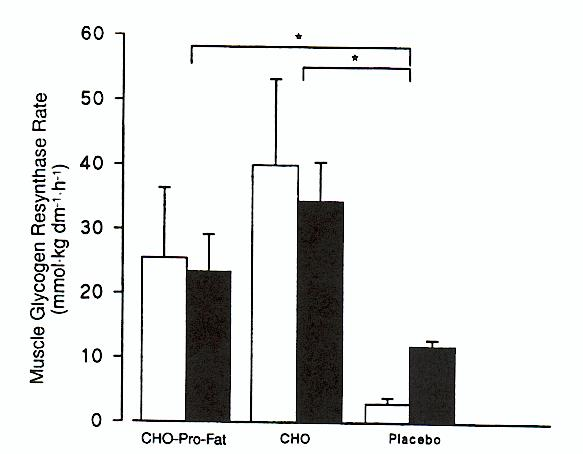 60
50
40
30
20
10
0
Muscle Glycogen Resynthase Rate
(mmol·kg dm⁻¹·h⁻¹)
*
*
CHO-Pro-Fat
CHO
Placebo